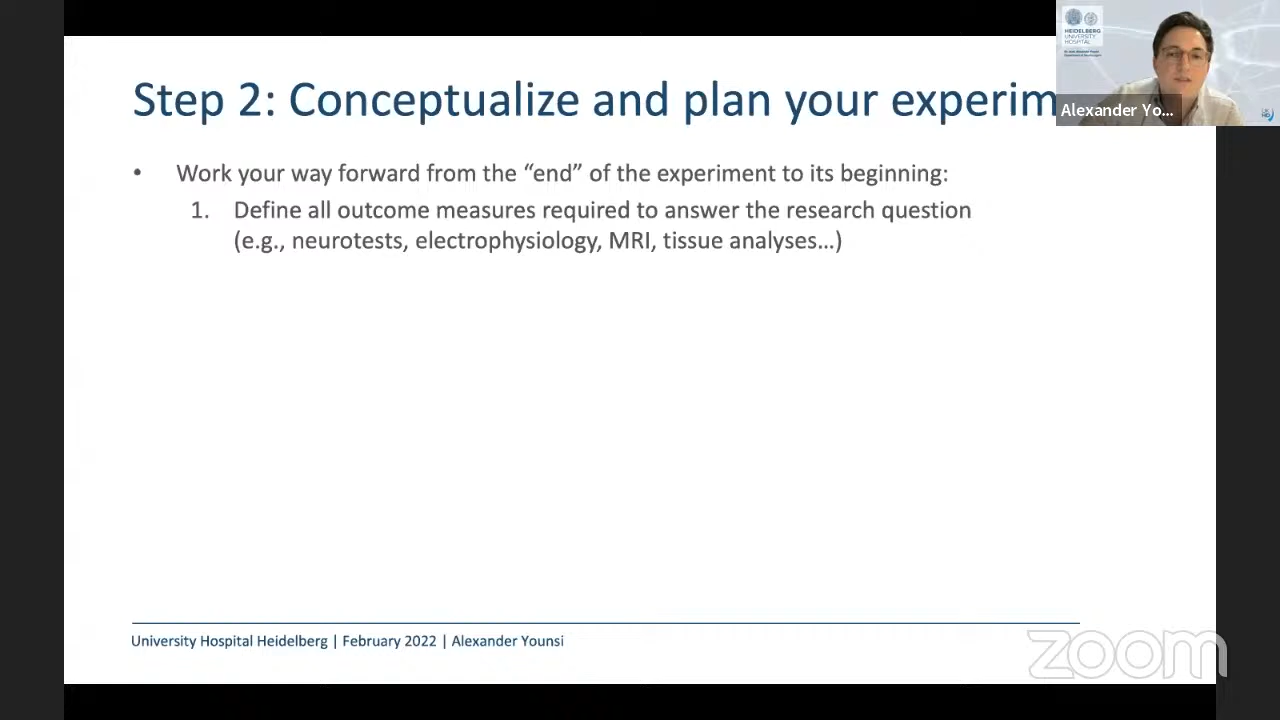 Step 2: Conceptualize and plan your experim
HEIDELBERG
UNIVERSITY
HOSPITAL
Alexander Yo...
• Work your way forward from the “end” of the experiment to its beginning:
1. Define all outcome measures required to answer the research question
(e.g., neurotests, electrophysiology, MRI, tissue analyses…)
University Hospital Heidelberg | February 2022 | Alexander Younsi
zoom